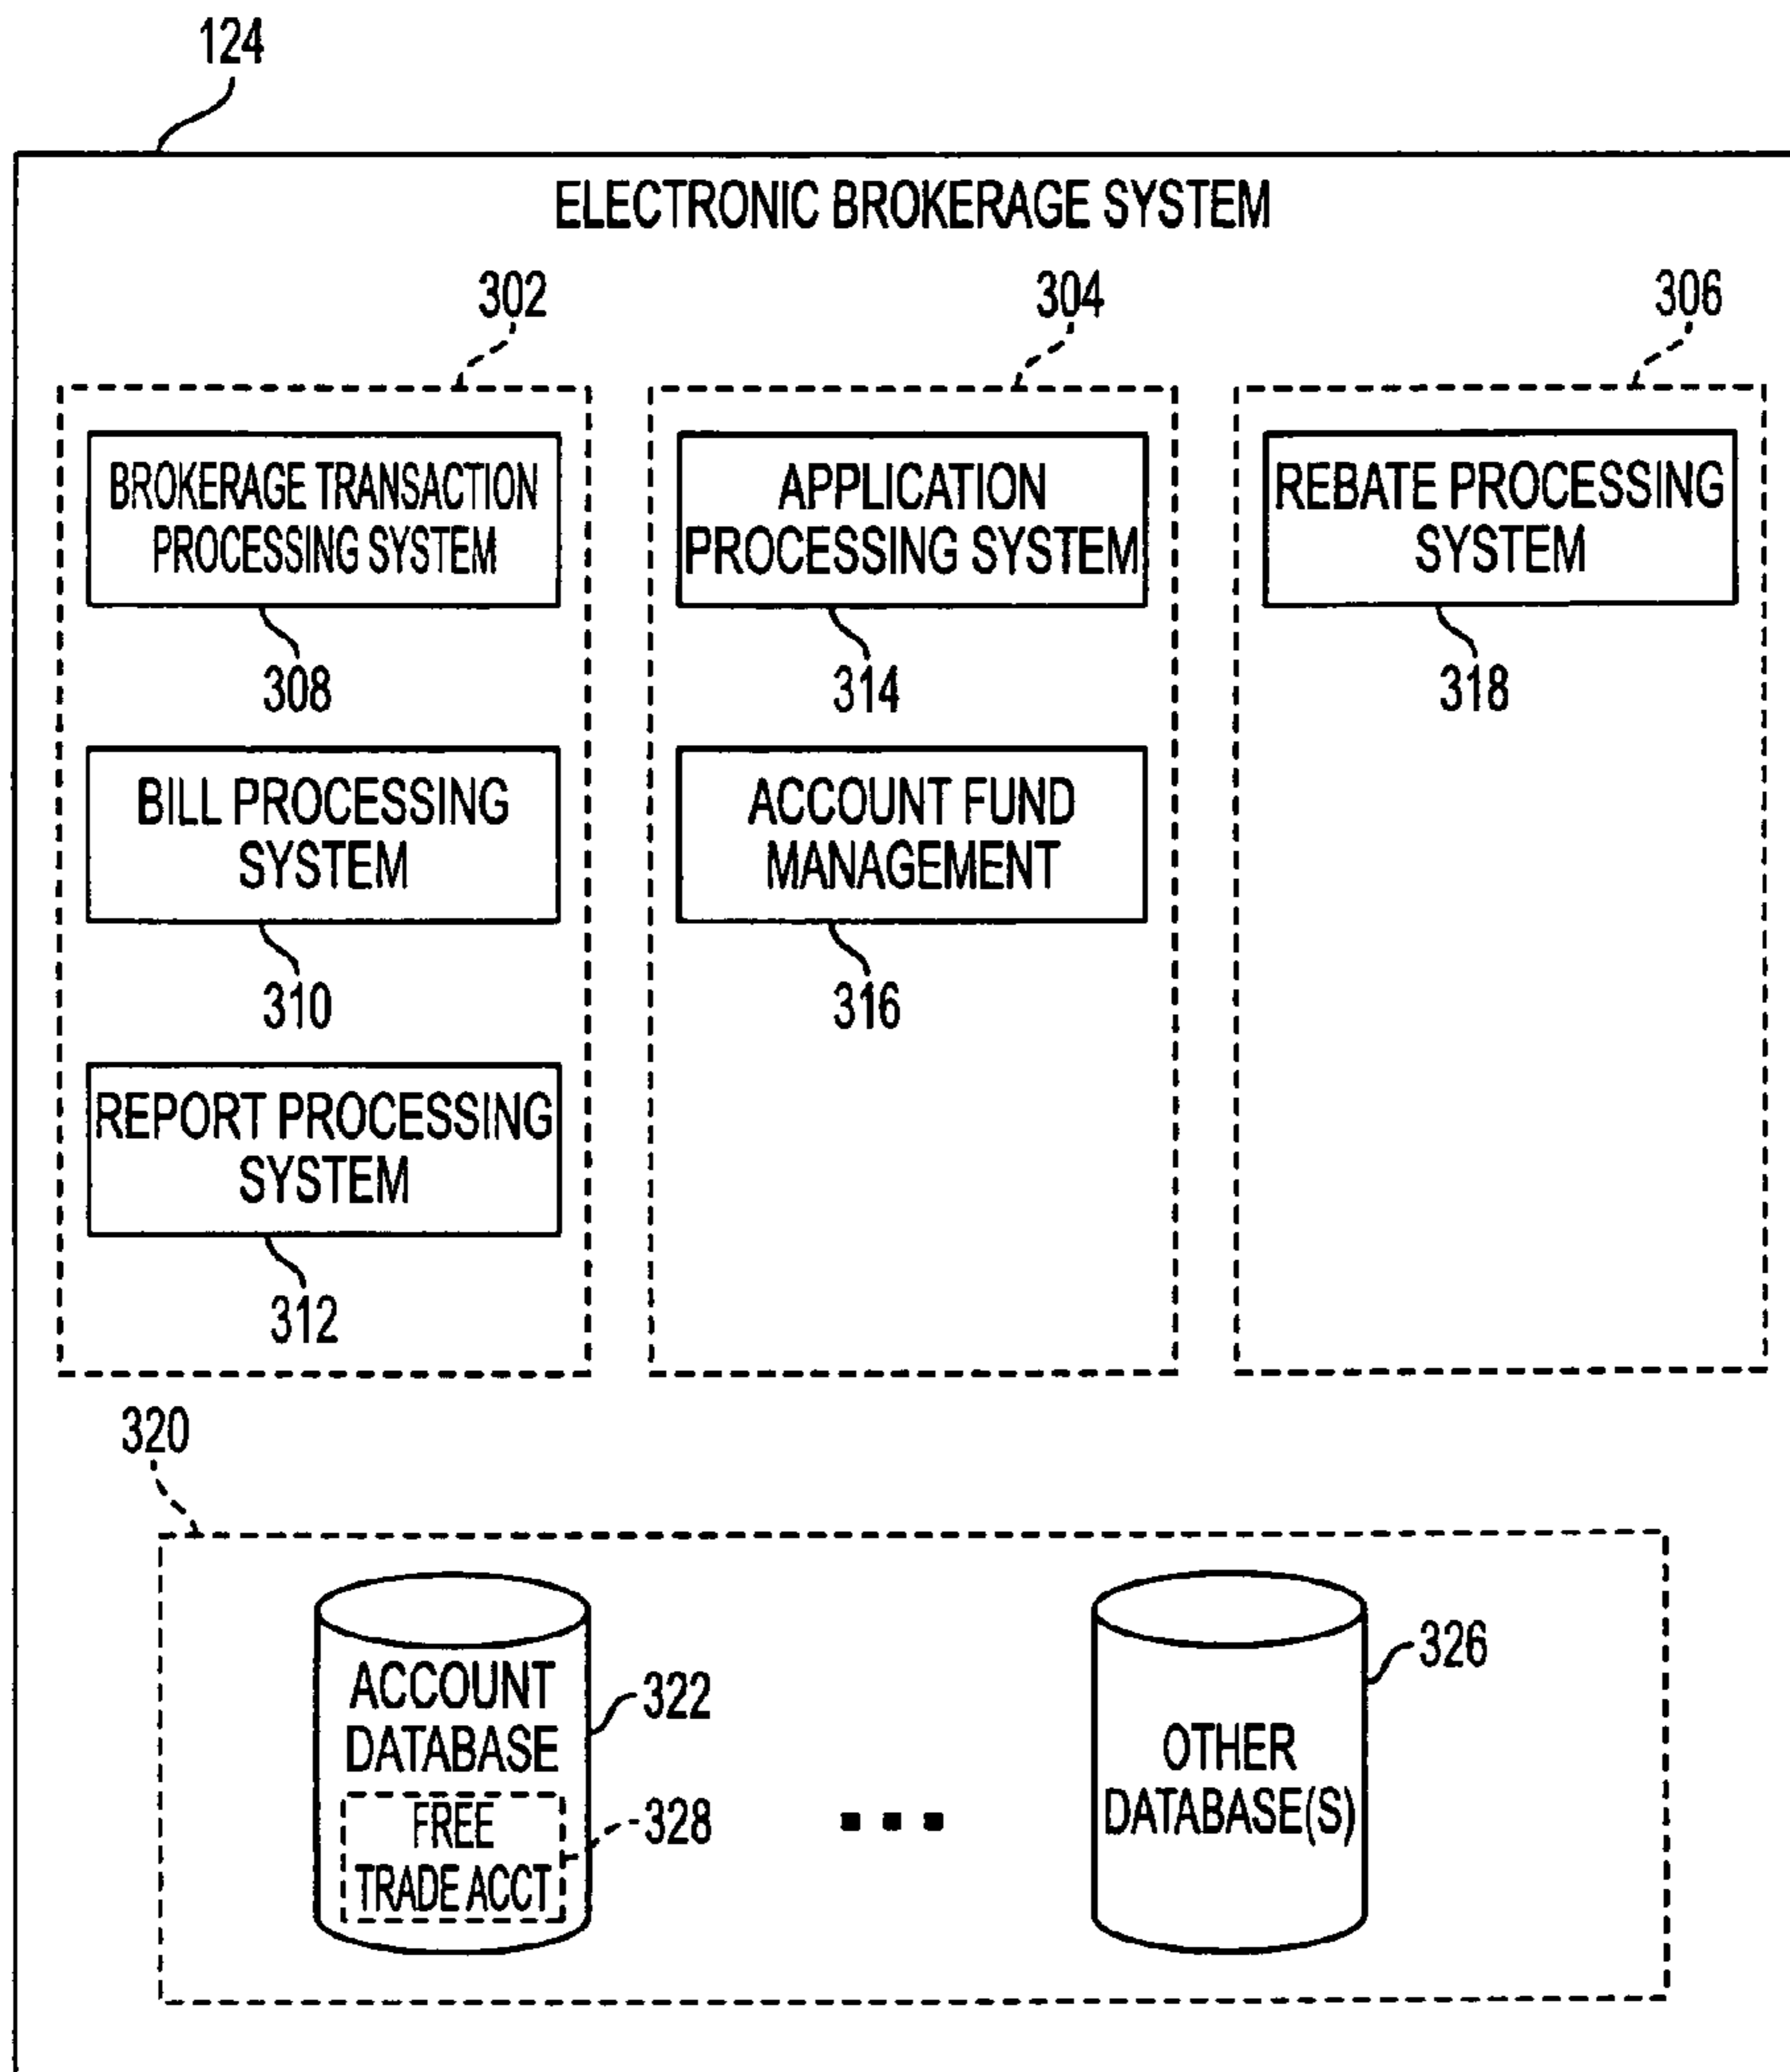 124
ELECTRONIC BROKERAGE SYSTEM
302
304
306
BROKERAGE TRANSACTION
PROCESSING SYSTEM
308
BILL PROCESSING
SYSTEM
310
REPORT PROCESSING
SYSTEM
312
APPLICATION
PROCESSING SYSTEM
314
ACCOUNT FUND
MANAGEMENT
316
REBATE PROCESSING
SYSTEM
318
320
ACCOUNT
DATABASE
322
FREE
TRADE ACCT
328
OTHER
DATABASE(S)
326